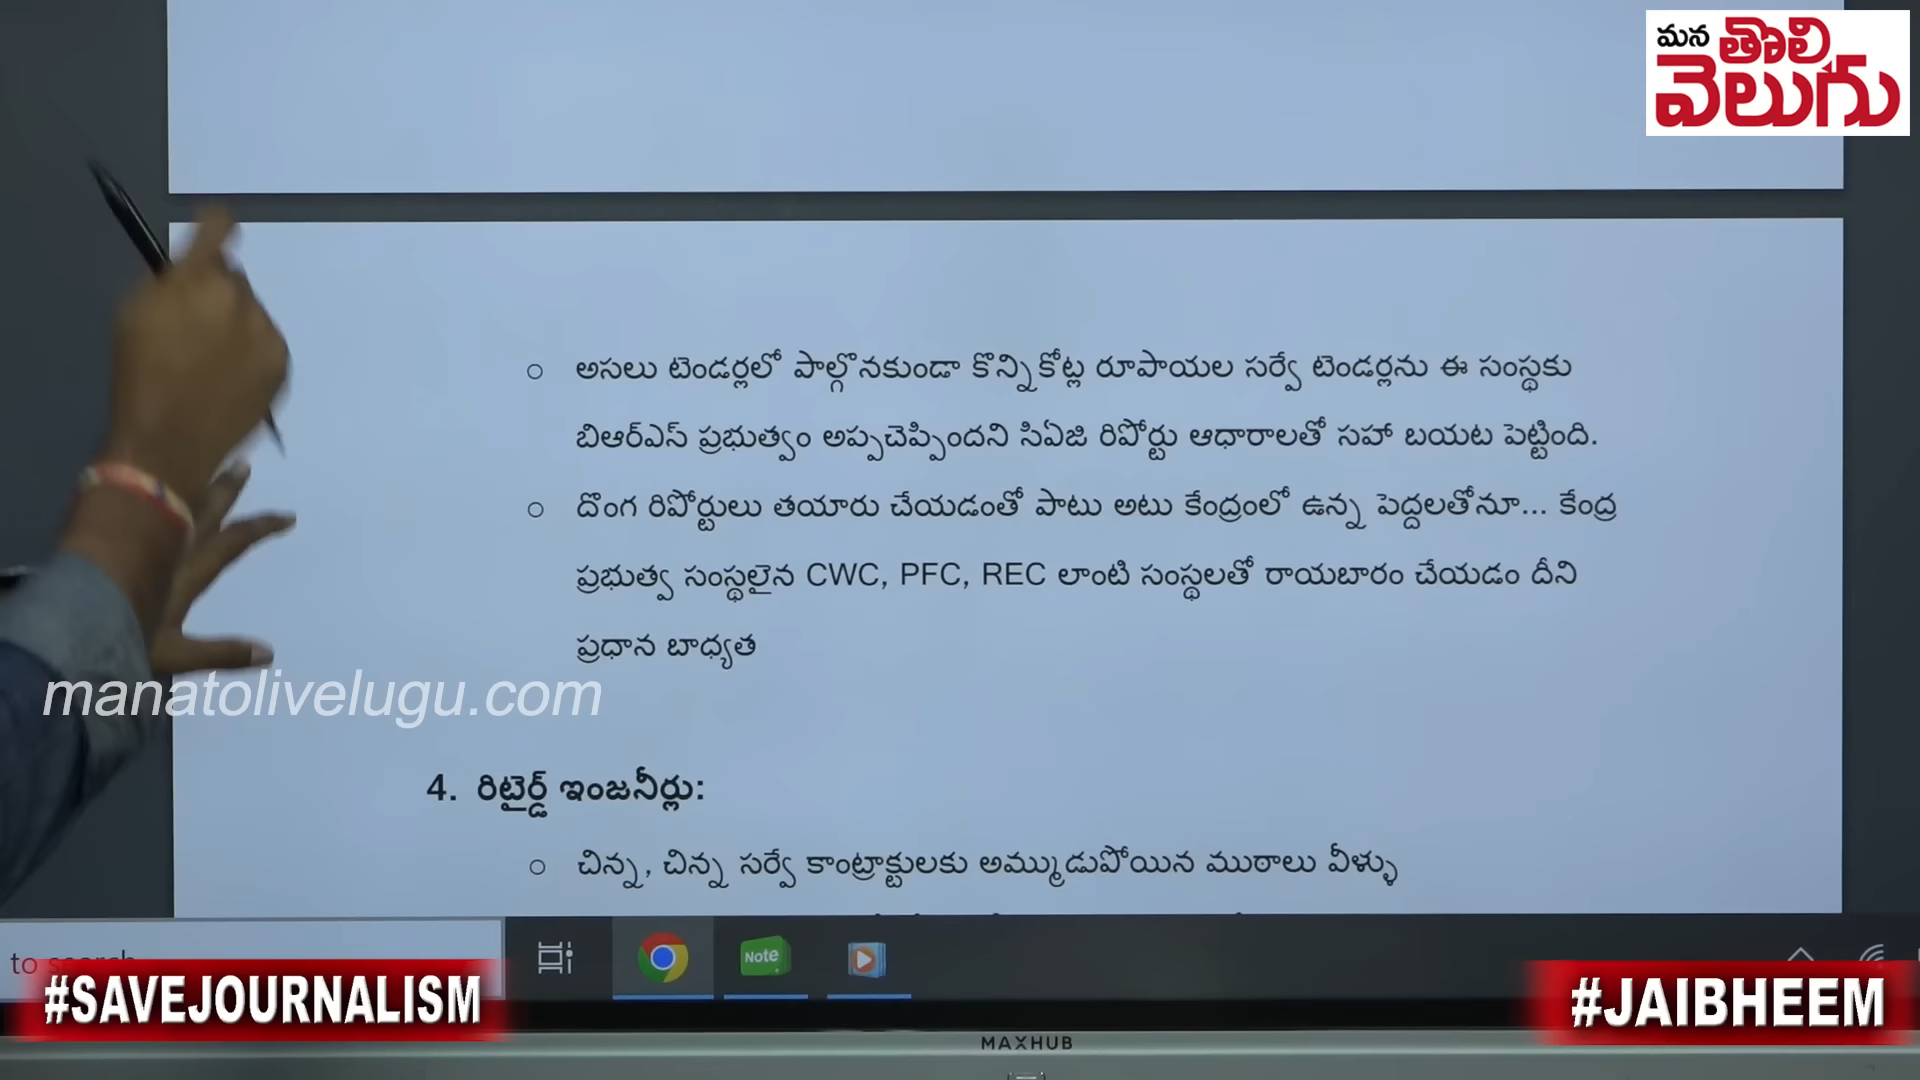 మన తొలి
వెలుగు
అసలు టెండర్లలో పాల్గొనకుండా కొన్ని కోట్ల రూపాయల సర్వే టెండర్లను ఈ సంస్థకు
బిఆర్ఎస్ ప్రభుత్వం అప్పచెప్పిందని సిఏజి రిపోర్టు ఆధారాలతో సహా బయట పెట్టింది.
దొంగ రిపోర్టులు తయారు చేయడంతో పాటు అటు కేంద్రంలో ఉన్న పెద్దలతోనూ... కేంద్ర
ప్రభుత్వ సంస్థలైన CWC, PFC, REC లాంటి సంస్థలతో రాయబారం చేయడం దీని
ప్రధాన బాధ్యత
manatolivelugu.com
4. రిటైర్డ్ ఇంజనీర్లు:
చిన్న, చిన్న సర్వే కాంట్రాక్టులకు అమ్ముడుపోయిన ముఠాలు వీళ్ళు
to search
Note
#SAVEJOURNALISM
#JAIBHEEM
MAXHUB